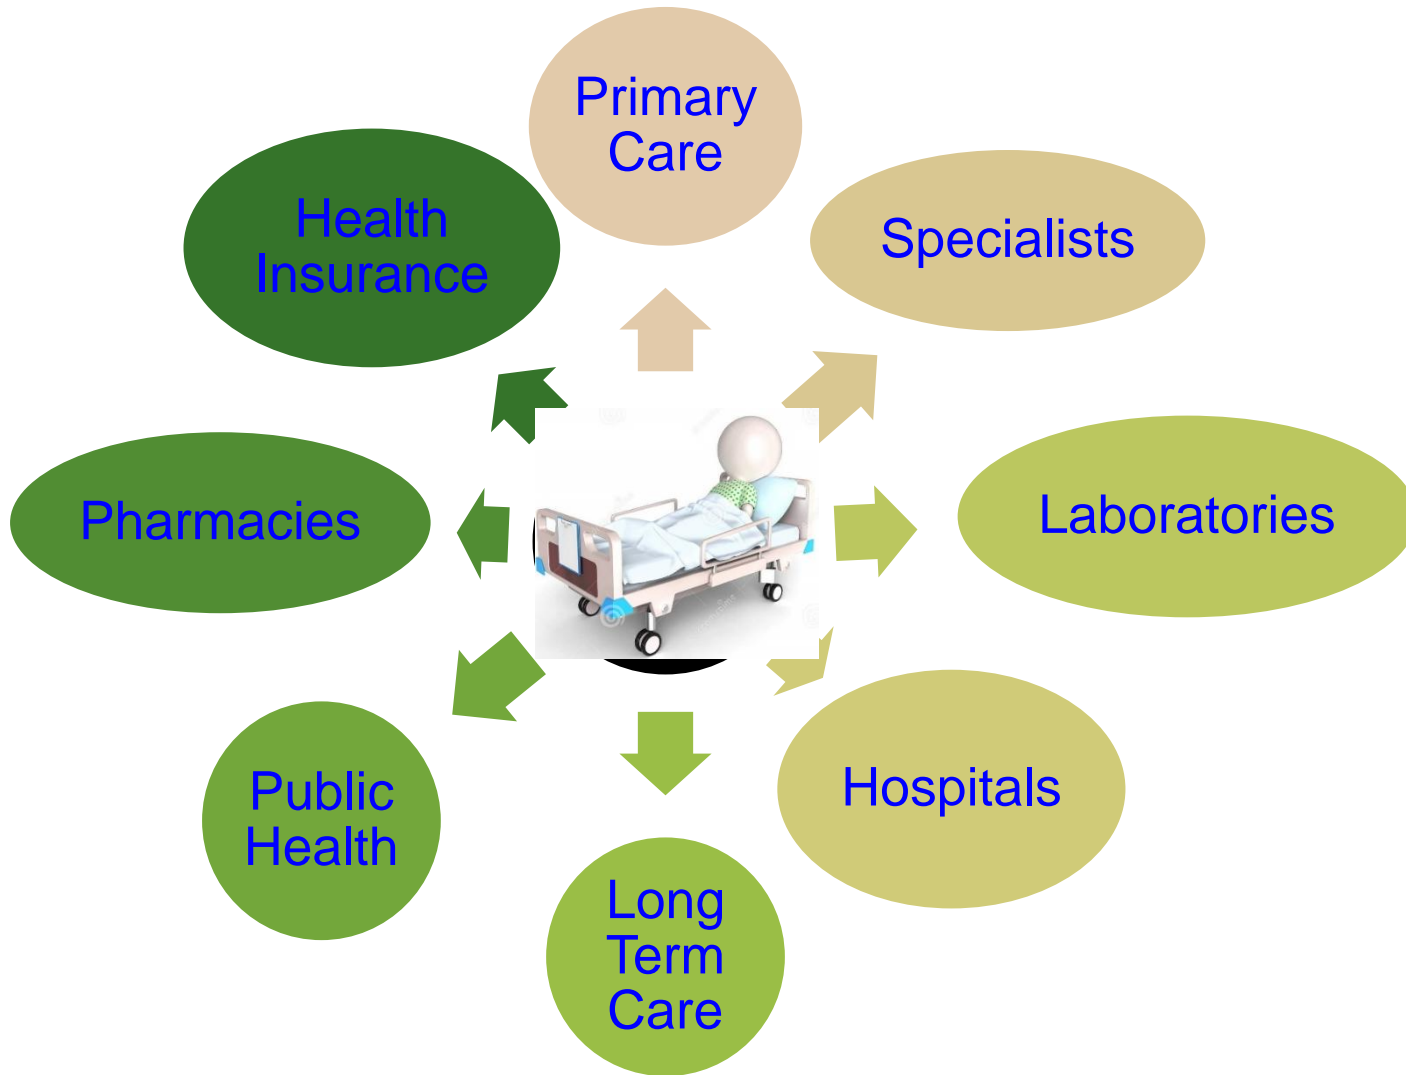 Primary
Care
Specialists
Laboratories
Hospitals
Long
Term
Care
Public
Health
Pharmacies
Health
Insurance